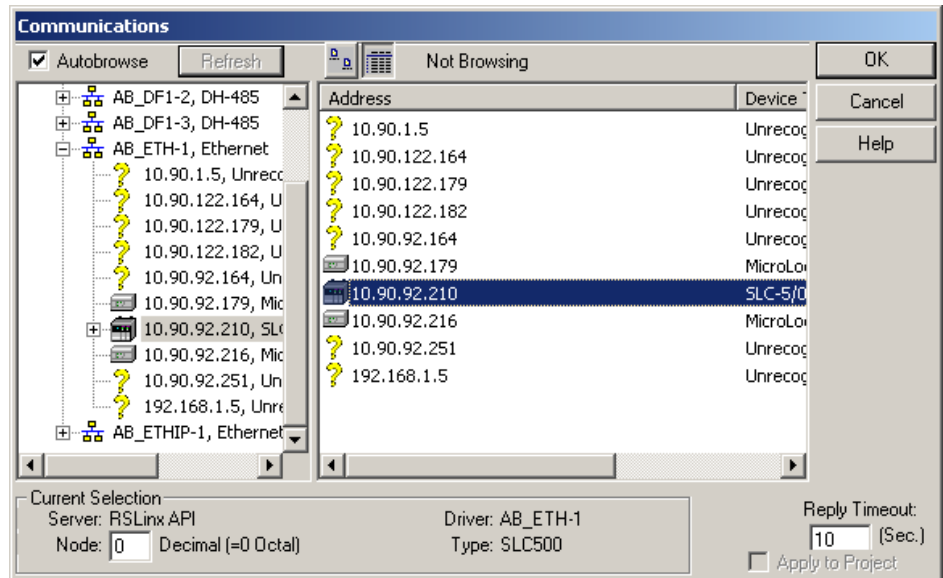 Communications
Autobrowse
Refresh
Not Browsing
OK
Cancel
Help
AB_DF1-2, DH-485
AB_DF1-3, DH-485
AB_ETH-1, Ethernet
10.90.1.5, Unrecc
10.90.122.164, U
10.90.122.179, U
10.90.122.182, U
10.90.92.164, Un
10.90.92.179, Mic
10.90.92.210, SL
10.90.92.216, Mic
10.90.92.251, Un
192.168.1.5, Unre
AB_ETHIP-1, Ethernet
Address Device
10.90.1.5 Unrecog
10.90.122.164 Unrecog
10.90.122.179 Unrecog
10.90.122.182 Unrecog
10.90.92.164 Unrecog
10.90.92.179 MicroLo
10.90.92.210 SLC-5/0
10.90.92.216 MicroLo
10.90.92.251 Unrecog
192.168.1.5 Unrecog
Current Selection
Server: RSLinx API Driver: AB_ETH-1
Node: 0 Decimal (=0 Octal) Type: SLC500
Reply Timeout:
10 (Sec.)
Apply to Project